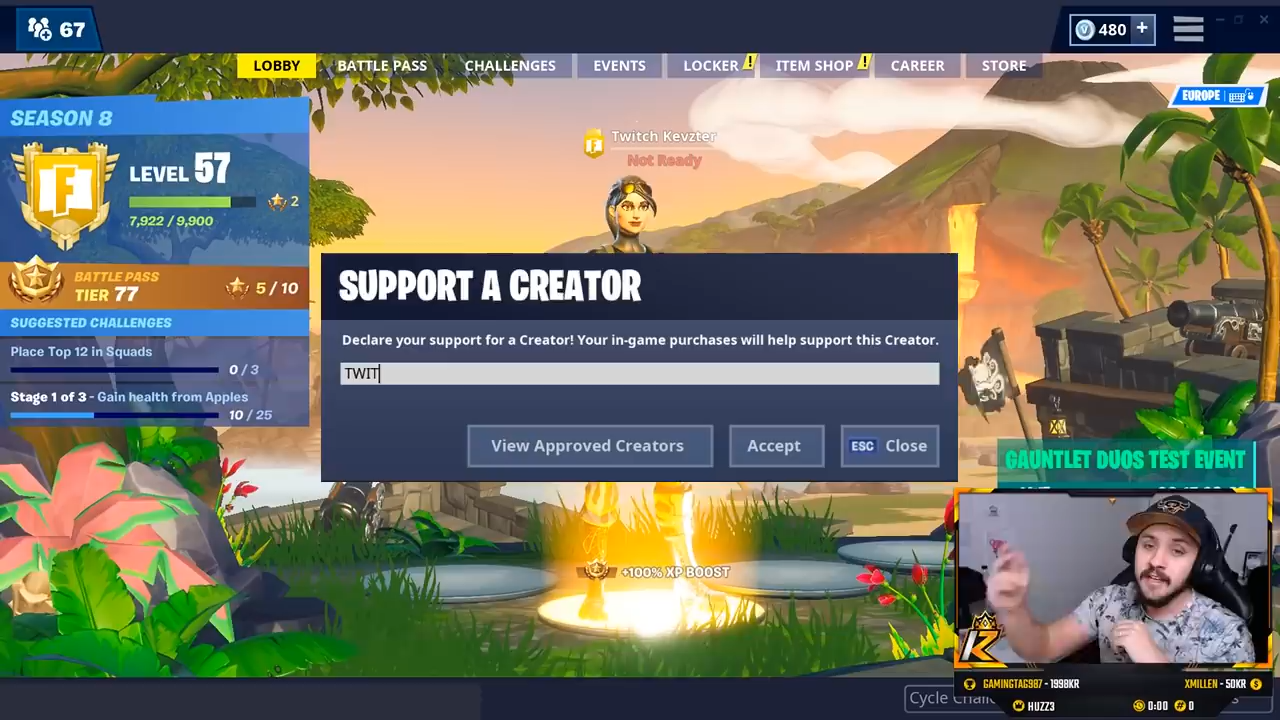 67
480 +
LOBBY
BATTLE PASS
CHALLENGES
EVENTS
LOCKER !
ITEM SHOP !
CAREER
STORE
EUROPE
SEASON 8
LEVEL 57
2
7,922 / 9,900
BATTLE PASS
TIER 77
5 / 10
SUGGESTED CHALLENGES
Place Top 12 in Squads
0 / 3
Stage 1 of 3 - Gain health from Apples
10 / 25
Twitch Kevzter
Not Ready
SUPPORT A CREATOR
Declare your support for a Creator! Your in-game purchases will help support this Creator.
TWIT
View Approved Creators
Accept
ESC Close
GAUNTLET DUOS TEST EVENT
+100% XP BOOST
Cycle
GAMINGTAG987 - 1998KR
XMILLEN - 50KR
HUZZ3
0:00
0